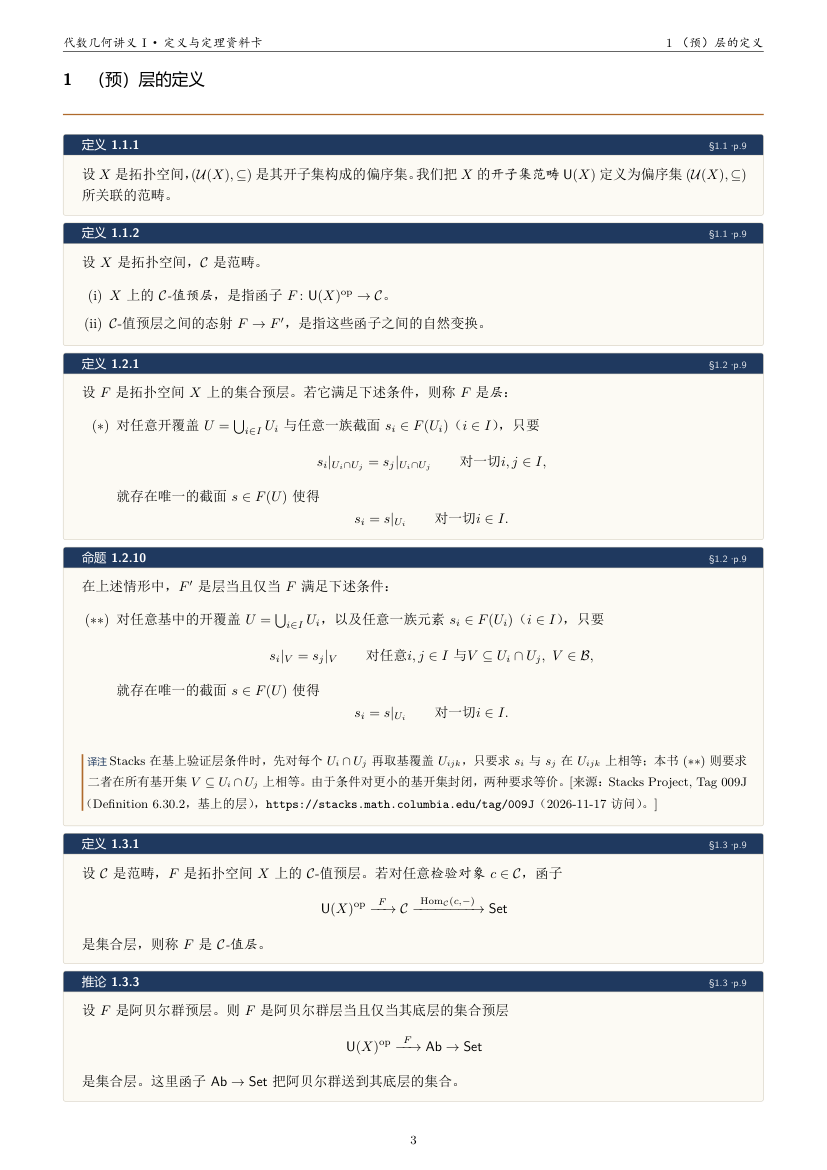 代数几何讲义 I • 定义与定理资料卡
1 （预）层的定义
1 （预）层的定义
定义 1.1.1
§1.1 ·p.9
设 X 是拓扑空间，(𝒰(X), ⊆) 是其开子集构成的偏序集。我们把 X 的开子集范畴 U(X) 定义为偏序集 (𝒰(X), ⊆)
所关联的范畴。
定义 1.1.2
§1.1 ·p.9
设 X 是拓扑空间，𝒞 是范畴。
(i) X 上的 𝒞-值预层，是指函子 F : U(X)^op → 𝒞。
(ii) 𝒞-值预层之间的态射 F → F′，是指这些函子之间的自然变换。
定义 1.2.1
§1.2 ·p.9
设 F 是拓扑空间 X 上的集合预层。若它满足下述条件，则称 F 是层：
(∗) 对任意开覆盖 U = ⋃_{i∈I} U_i 与任意一族截面 s_i ∈ F(U_i)（i ∈ I），只要
s_i|_{U_i∩U_j} = s_j|_{U_i∩U_j} 对一切i, j ∈ I,
就存在唯一的截面 s ∈ F(U) 使得
s_i = s|_{U_i} 对一切i ∈ I.
命题 1.2.10
§1.2 ·p.9
在上述情形中，F′ 是层当且仅当 F 满足下述条件：
(∗∗) 对任意基中的开覆盖 U = ⋃_{i∈I} U_i，以及任意一族元素 s_i ∈ F(U_i)（i ∈ I），只要
s_i|_V = s_j|_V 对任意i, j ∈ I 与V ⊆ U_i ∩ U_j, V ∈ ℬ,
就存在唯一的截面 s ∈ F(U) 使得
s_i = s|_{U_i} 对一切i ∈ I.
译注 Stacks 在基上验证层条件时，先对每个 U_i ∩ U_j 再取基覆盖 U_{ijk}，只要求 s_i 与 s_j 在 U_{ijk} 上相等；本书 (∗∗) 则要求
二者在所有基开集 V ⊆ U_i ∩ U_j 上相等。由于条件对更小的基开集封闭，两种要求等价。[来源：Stacks Project, Tag 009J
（Definition 6.30.2，基上的层），https://stacks.math.columbia.edu/tag/009J（2026-11-17 访问）。]
定义 1.3.1
§1.3 ·p.9
设 𝒞 是范畴，F 是拓扑空间 X 上的 𝒞-值预层。若对任意检验对象 c ∈ 𝒞，函子
U(X)^op —F→ 𝒞 —Hom_𝒞(c,−)→ Set
是集合层，则称 F 是 𝒞-值层。
推论 1.3.3
§1.3 ·p.9
设 F 是阿贝尔群预层。则 F 是阿贝尔群层当且仅当其底层的集合预层
U(X)^op —F→ Ab → Set
是集合层。这里函子 Ab → Set 把阿贝尔群送到其底层的集合。
3